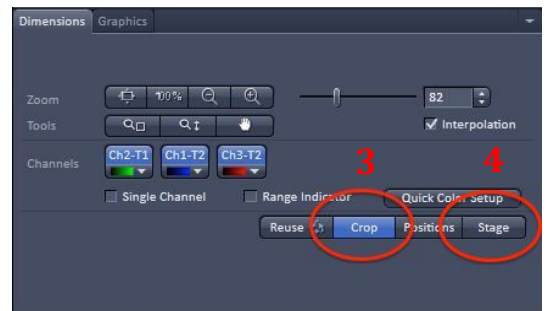 Dimensions Graphics
Zoom 100% 82
Tools Interpolation
3 4
Channels Ch2-T1 Ch1-T2 Ch3-T2
Single Channel Range Indicator Quick Color Setup
Reuse Crop Positions Stage